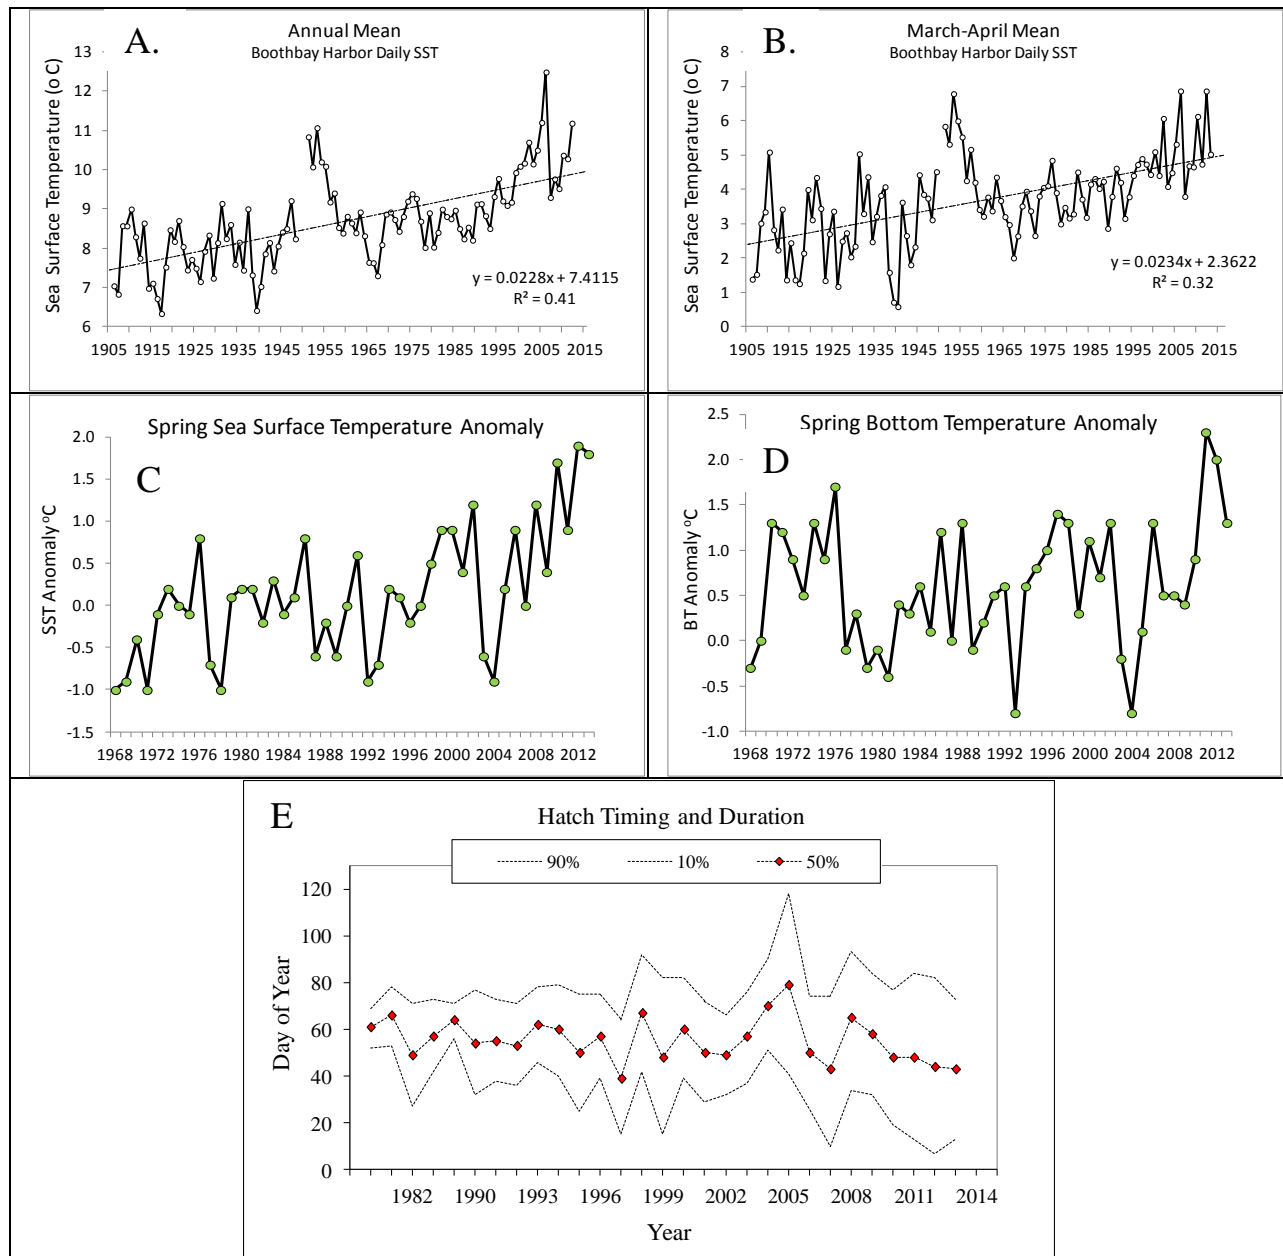 A.
Annual Mean
Boothbay Harbor Daily SST
Sea Surface Temperature (o C)
13
12
11
10
9
8
7
6
y = 0.0228x + 7.4115
R² = 0.41
1905 1915 1925 1935 1945 1955 1965 1975 1985 1995 2005 2015
B.
March-April Mean
Boothbay Harbor Daily SST
Sea Surface Temperature (o C)
8
7
6
5
4
3
2
1
0
y = 0.0234x + 2.3622
R² = 0.32
1905 1915 1925 1935 1945 1955 1965 1975 1985 1995 2005 2015
C
Spring Sea Surface Temperature Anomaly
SST Anomaly ºC
2.0
1.5
1.0
0.5
0.0
-0.5
-1.0
-1.5
1968 1972 1976 1980 1984 1988 1992 1996 2000 2004 2008 2012
D
Spring Bottom Temperature Anomaly
BT Anomaly ºC
2.5
2.0
1.5
1.0
0.5
0.0
-0.5
-1.0
1968 1972 1976 1980 1984 1988 1992 1996 2000 2004 2008 2012
E
Hatch Timing and Duration
90% 10% 50%
Day of Year
120
100
80
60
40
20
0
1982 1990 1993 1996 1999 2002 2005 2008 2011 2014
Year